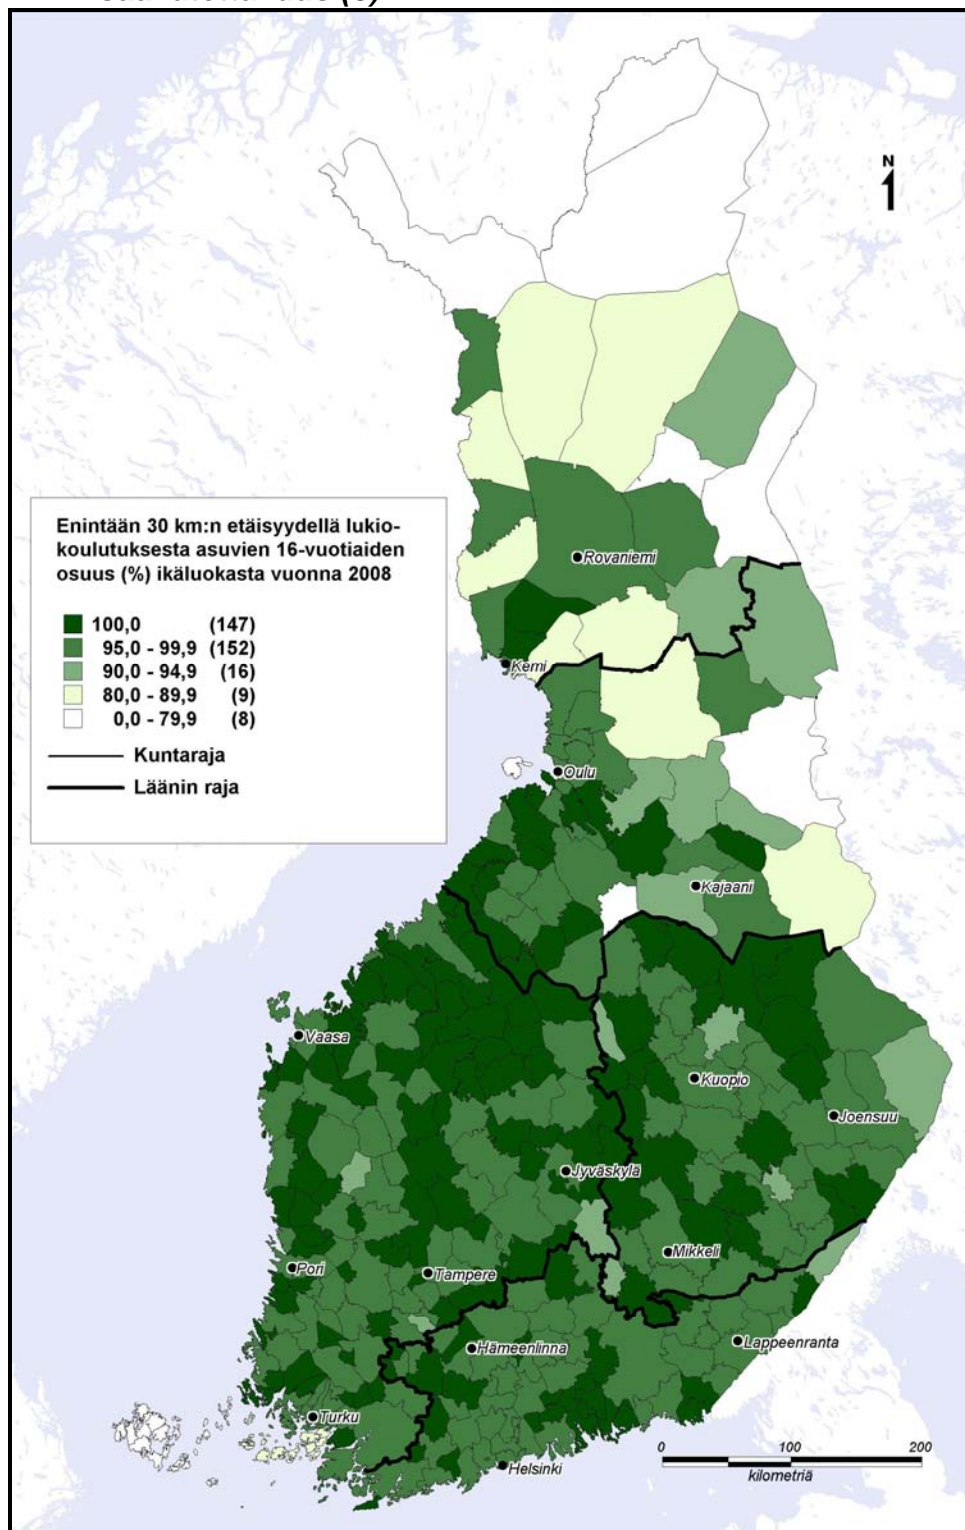 N
Enintään 30 km:n etäisyydellä lukio-
koulutuksesta asuvien 16-vuotiaiden
osuus (%) ikäluokasta vuonna 2008
100,0 (147)
95,0 - 99,9 (152)
90,0 - 94,9 (16)
80,0 - 89,9 (9)
0,0 - 79,9 (8)
Kuntaraja
Läänin raja
Rovaniemi
Kemi
Oulu
Kajaani
Vaasa
Kuopio
Joensuu
Jyväskylä
Mikkeli
Pori
Tampere
Lappeenranta
Hämeenlinna
Turku
Helsinki
0 100 200
kilometriä